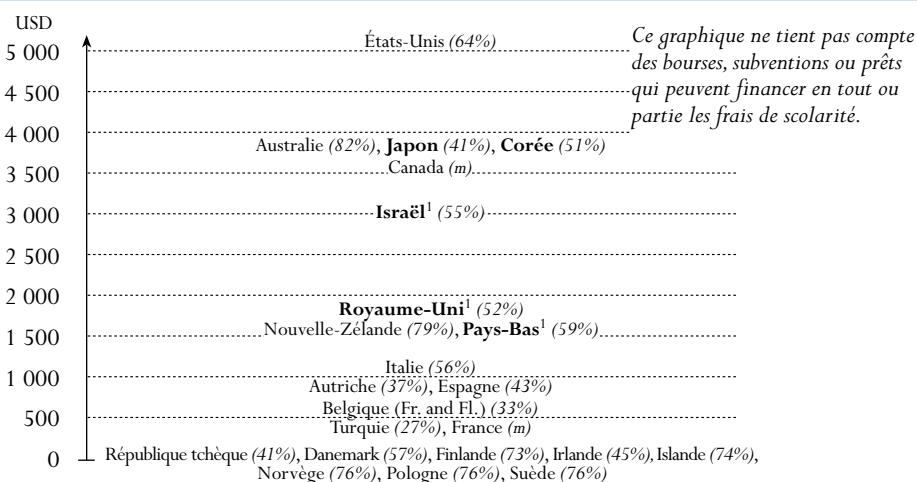 USD
5 000
États-Unis (64%)
Ce graphique ne tient pas compte
des bourses, subventions ou prêts
qui peuvent financer en tout ou
partie les frais de scolarité.
4 500
4 000
Australie (82%), Japon (41%), Corée (51%)
Canada (m)
3 500
3 000
Israël¹ (55%)
2 500
2 000
Royaume-Uni¹ (52%)
Nouvelle-Zélande (79%), Pays-Bas¹ (59%)
1 500
Italie (56%)
1 000
Autriche (37%), Espagne (43%)
Belgique (Fr. and Fl.) (33%)
500
Turquie (27%), France (m)
0
République tchèque (41%), Danemark (57%), Finlande (73%), Irlande (45%), Islande (74%),
Norvège (76%), Pologne (76%), Suède (76%)